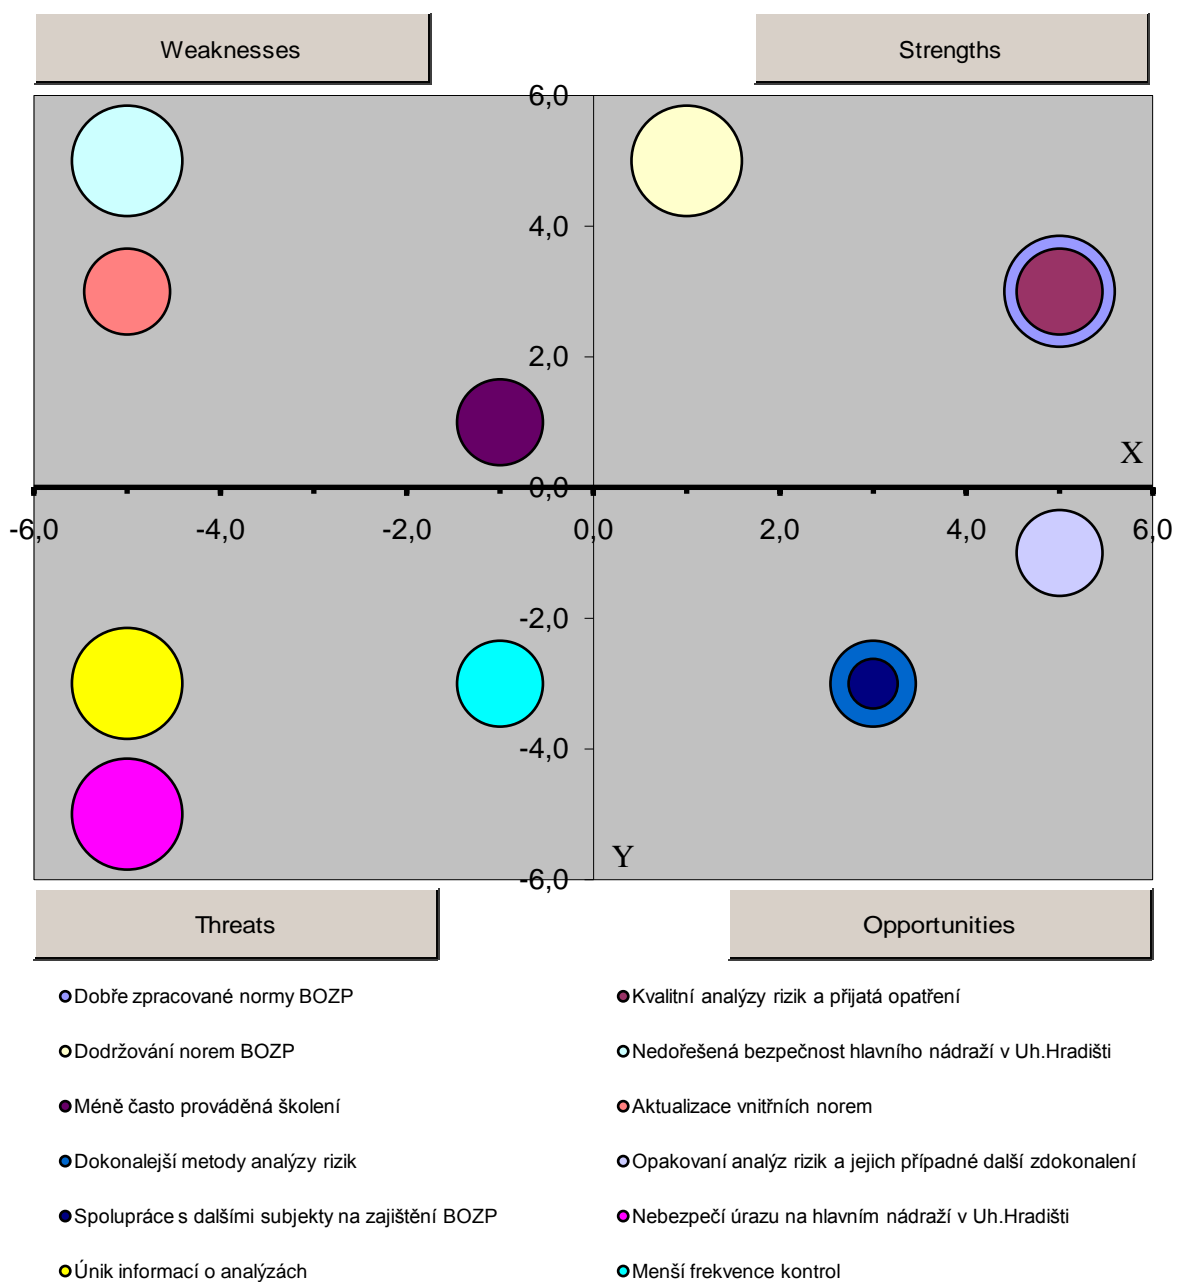 Weaknesses
Strengths
6,0
4,0
2,0
X
0,0
-6,0
-4,0
-2,0
0,0
2,0
4,0
6,0
-2,0
-4,0
Y
-6,0
Threats
Opportunities
Dobře zpracované normy BOZP
Kvalitní analýzy rizik a přijatá opatření
Dodržování norem BOZP
Nedořešená bezpečnost hlavního nádraží v Uh.Hradišti
Méně často prováděná školení
Aktualizace vnitřních norem
Dokonalejší metody analýzy rizik
Opakovaní analýz rizik a jejich případné další zdokonalení
Spolupráce s dalšími subjekty na zajištění BOZP
Nebezpečí úrazu na hlavním nádraží v Uh.Hradišti
Únik informací o analýzách
Menší frekvence kontrol